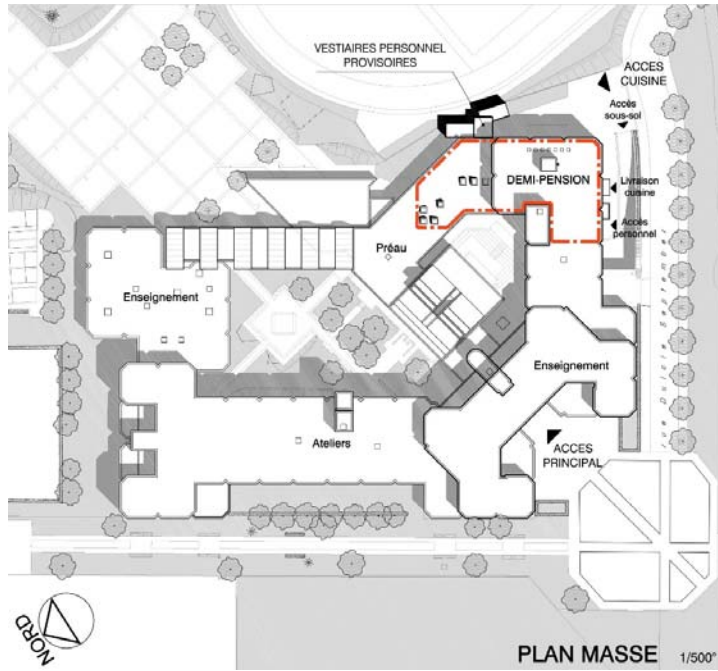 VESTIAIRES PERSONNEL
PROVISOIRES
ACCES
CUISINE
Accès
sous-sol
DEMI-PENSION
Livraison
cuisine
Accès
personnel
Préau
Enseignement
Enseignement
Ateliers
ACCES
PRINCIPAL
NORD
PLAN MASSE 1/500°